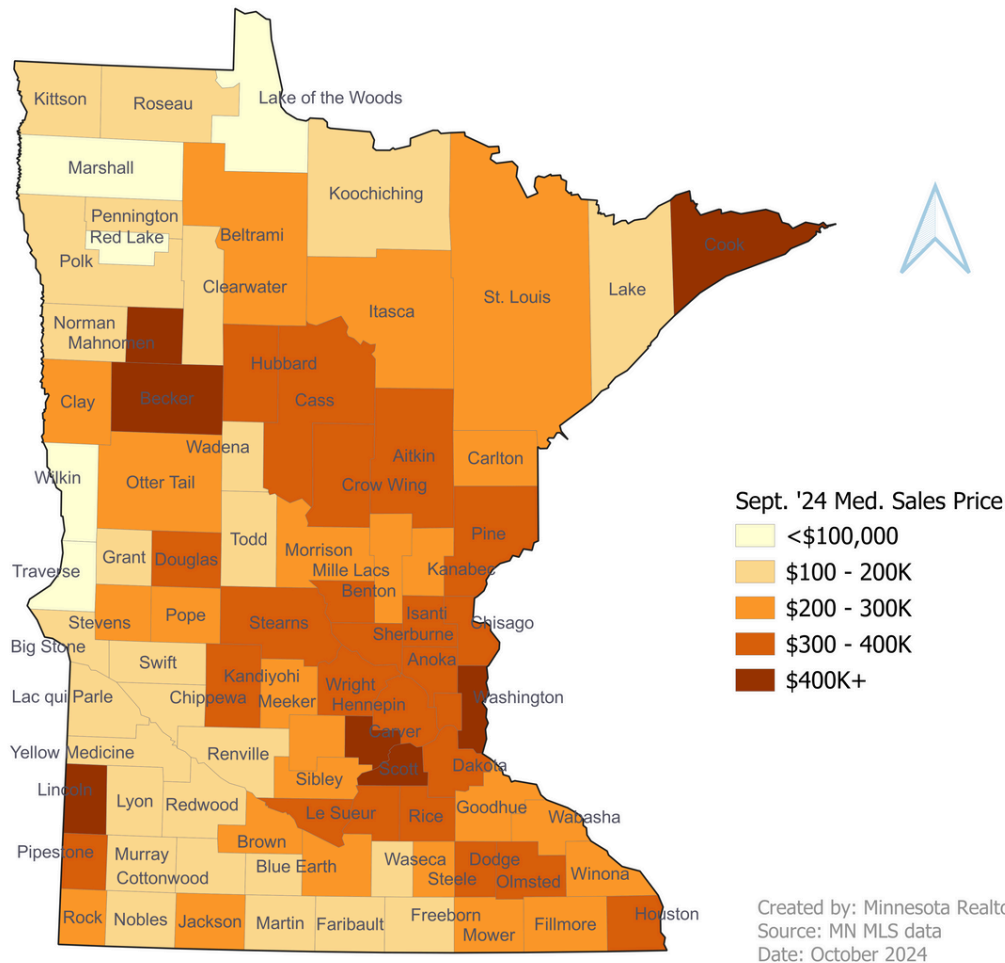 Kittson
Roseau
Lake of the Woods
Marshall
Koochiching
Pennington
Red Lake
Beltrami
Cook
Polk
Clearwater
St. Louis
Lake
Itasca
Norman
Mahnomen
Hubbard
Clay
Becker
Cass
Wadena
Aitkin
Carlton
Wilkin
Otter Tail
Crow Wing
Pine
Todd
Grant
Douglas
Morrison
Mille Lacs
Kanabec
Traverse
Benton
Stevens
Pope
Stearns
Isanti
Chisago
Sherburne
Big Stone
Swift
Anoka
Kandiyohi
Lac qui Parle
Chippewa
Meeker
Wright
Hennepin
Washington
Carver
Yellow Medicine
Renville
Scott
Dakota
Sibley
Lincoln
Lyon
Redwood
Le Sueur
Rice
Goodhue
Wabasha
Brown
Pipestone
Murray
Cottonwood
Blue Earth
Waseca
Steele
Dodge
Olmsted
Winona
Rock
Nobles
Jackson
Martin
Faribault
Freeborn
Mower
Fillmore
Houston
Sept. '24 Med. Sales Price
<$100,000
$100 - 200K
$200 - 300K
$300 - 400K
$400K+
Created by: Minnesota Realto
Source: MN MLS data
Date: October 2024